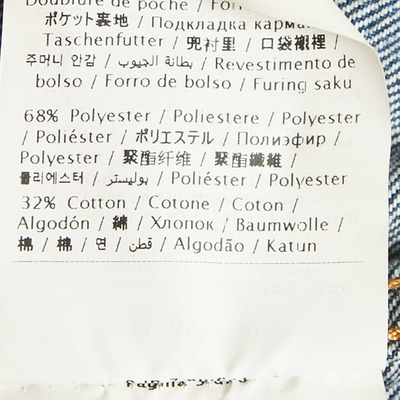 Doublure de poche /
ポケット裏地 / Подкладка карма
Taschenfutter / 兜衬里 / 口袋襯裡 /
주머니 안감 / بطانة الجيوب / Revestimento de
bolso / Forro de bolso / Furing saku
68% Polyester / Poliestere / Polyester
/ Poliéster / ポリエステル / Полиэфир /
Polyester / 聚酯纤维 / 聚酯纖維 /
폴리에스터 / بوليستر / Poliéster / Polyester
32% Cotton / Cotone / Coton /
Algodón / 綿 / Хлопок / Baumwolle /
棉 / 棉 / 면 / قطن / Algodão / Katun